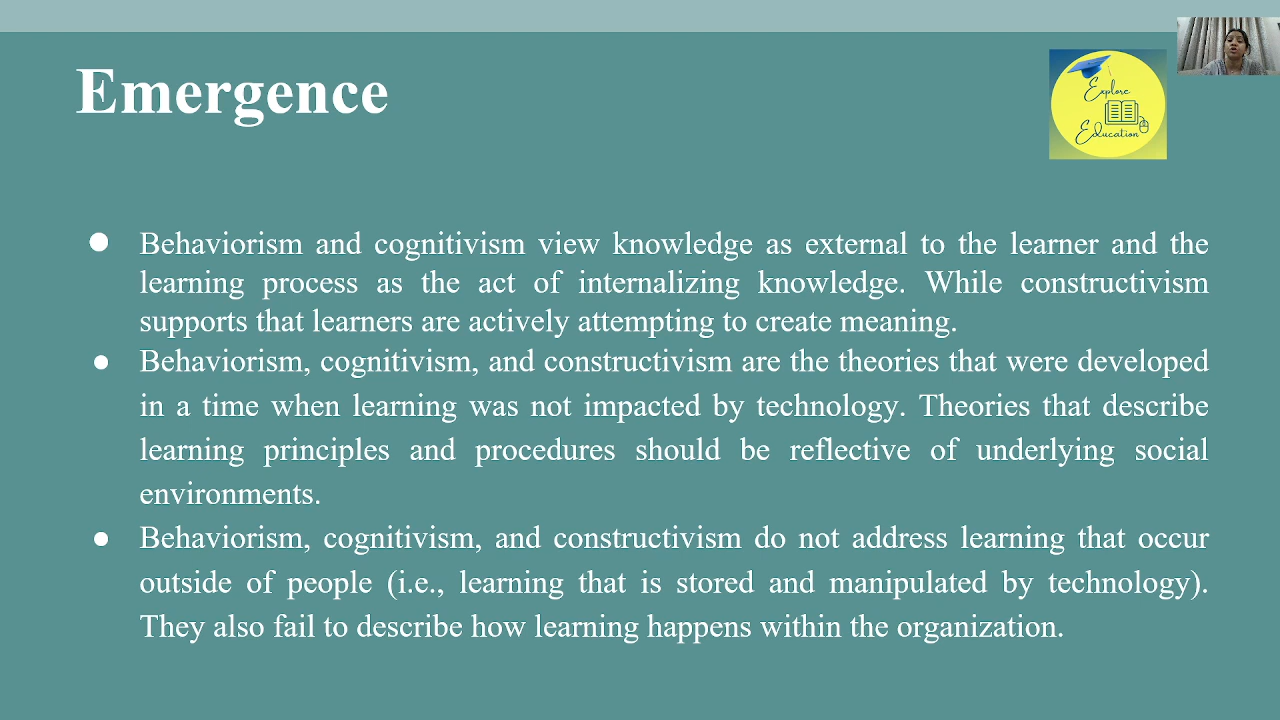 Emergence
Explore
Education
Behaviorism and cognitivism view knowledge as external to the learner and the
learning process as the act of internalizing knowledge. While constructivism
supports that learners are actively attempting to create meaning.
Behaviorism, cognitivism, and constructivism are the theories that were developed
in a time when learning was not impacted by technology. Theories that describe
learning principles and procedures should be reflective of underlying social
environments.
Behaviorism, cognitivism, and constructivism do not address learning that occur
outside of people (i.e., learning that is stored and manipulated by technology).
They also fail to describe how learning happens within the organization.